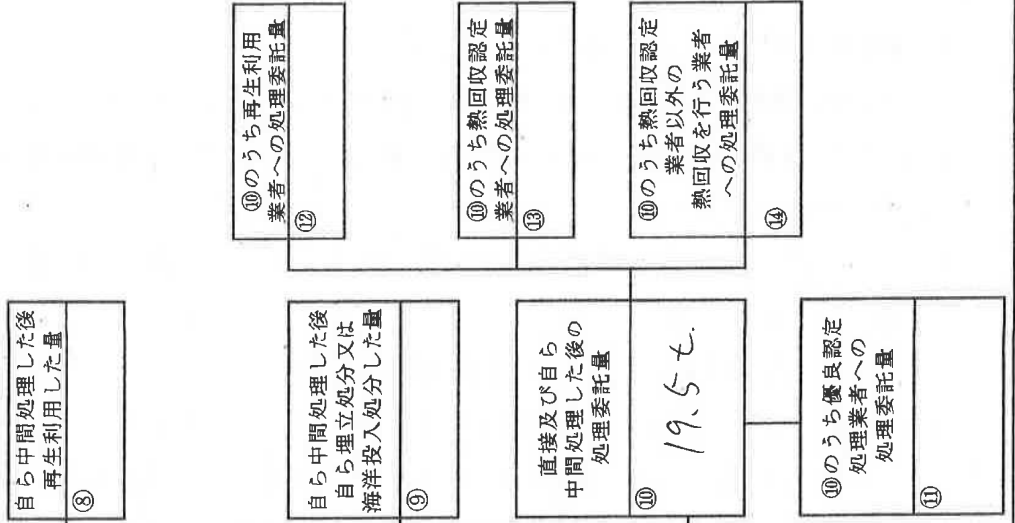 自ら中間処理した後
再生利用した量
⑧
自ら中間処理した後
自ら埋立処分又は
海洋投入処分した量
⑨
直接及び自ら
中間処理した後の
処理委託量
⑩
19.5t.
⑩のうち優良認定
処理業者への
処理委託量
⑪
⑩のうち再生利用
業者への処理委託量
⑫
⑩のうち熱回収認定
業者への処理委託量
⑬
⑩のうち熱回収認定
業者以外の
熱回収を行う業者
への処理委託量
⑭